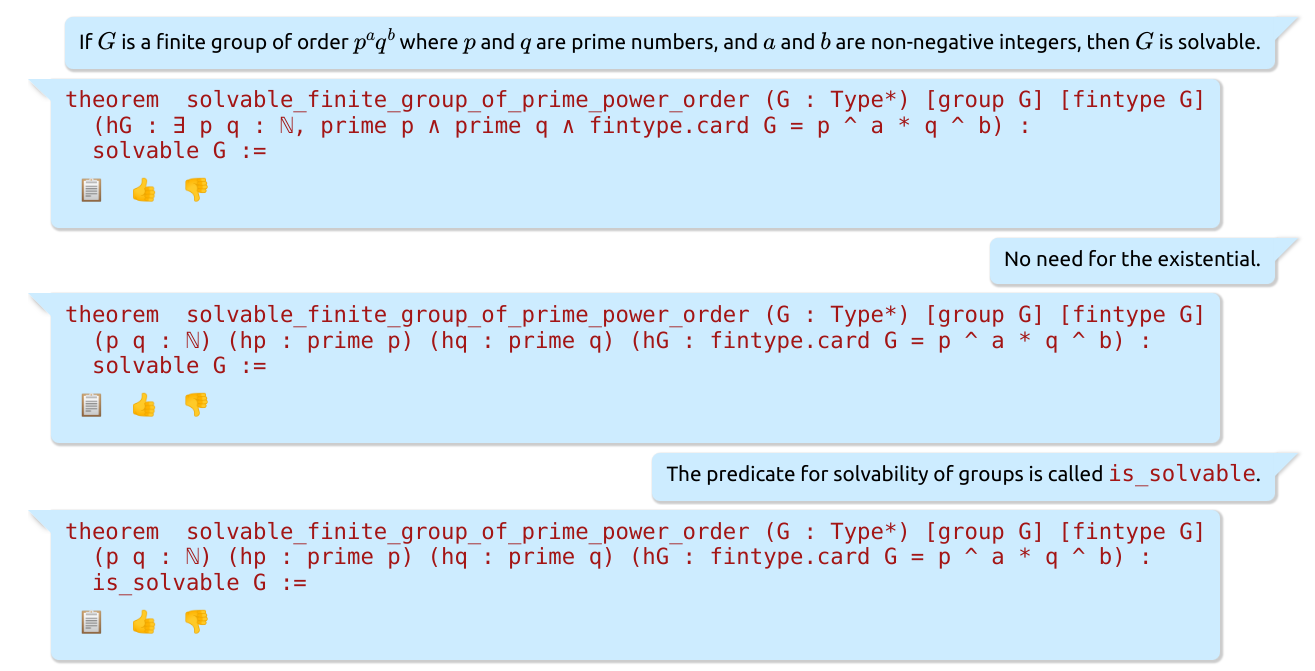 If G is a finite group of order pᵃqᵇ where p and q are prime numbers, and a and b are non-negative integers, then G is solvable.
theorem  solvable_finite_group_of_prime_power_order (G : Type*) [group G] [fintype G]
(hG : ∃ p q : ℕ, prime p ∧ prime q ∧ fintype.card G = p ^ a * q ^ b) :
solvable G :=
No need for the existential.
theorem  solvable_finite_group_of_prime_power_order (G : Type*) [group G] [fintype G]
(p q : ℕ) (hp : prime p) (hq : prime q) (hG : fintype.card G = p ^ a * q ^ b) :
solvable G :=
The predicate for solvability of groups is called is_solvable.
theorem  solvable_finite_group_of_prime_power_order (G : Type*) [group G] [fintype G]
(p q : ℕ) (hp : prime p) (hq : prime q) (hG : fintype.card G = p ^ a * q ^ b) :
is_solvable G :=